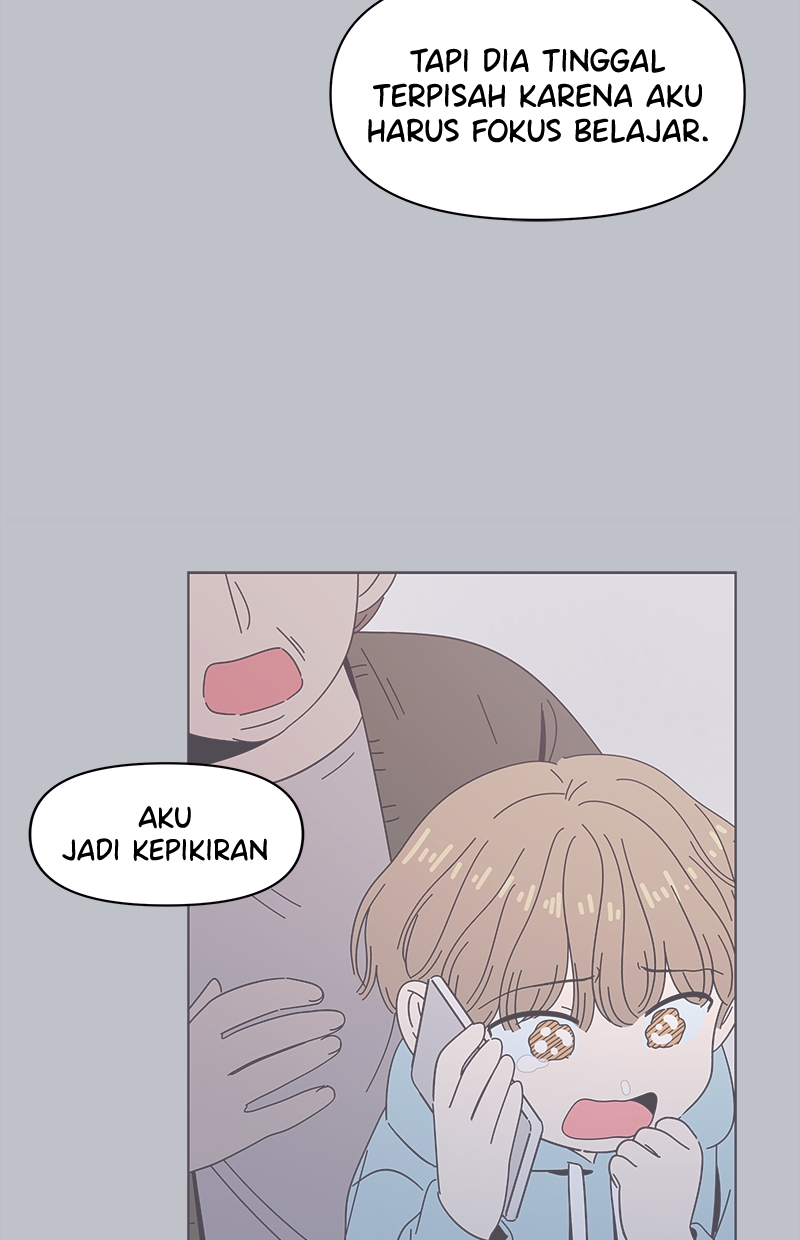 TAPI DIA TINGGAL
TERPISAH KARENA AKU
HARUS FOKUS BELAJAR.
AKU
JADI KEPIKIRAN